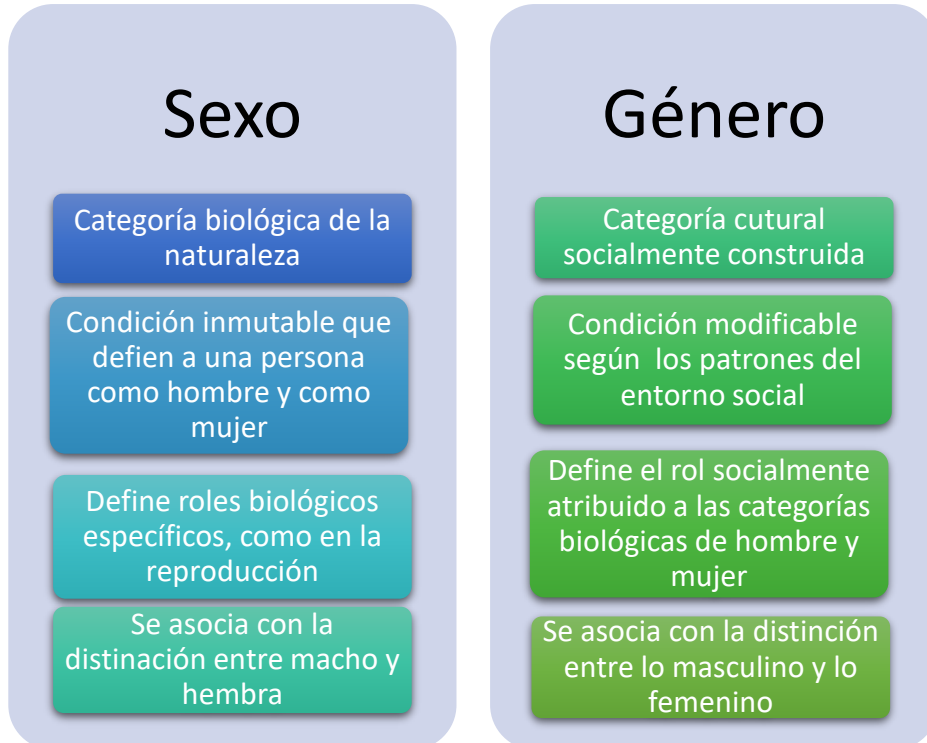 Sexo
Categoría biológica de la
naturaleza
Condición inmutable que
defien a una persona
como hombre y como
mujer
Define roles biológicos
específicos, como en la
reproducción
Se asocia con la
distinación entre macho y
hembra
Género
Categoría cutural
socialmente construida
Condición modificable
según los patrones del
entorno social
Define el rol socialmente
atribuido a las categorías
biológicas de hombre y
mujer
Se asocia con la distinción
entre lo masculino y lo
femenino